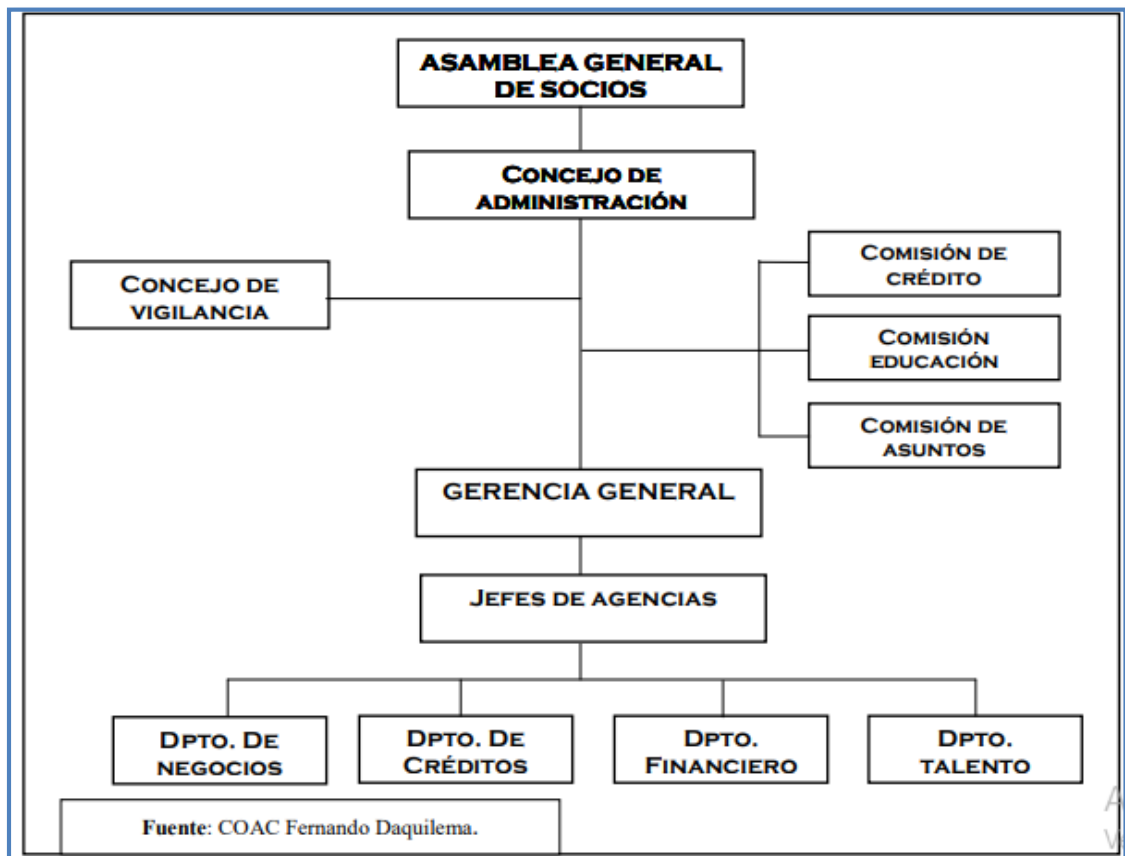 ASAMBLEA GENERAL
DE SOCIOS
CONCEJO DE
ADMINISTRACIÓN
CONCEJO DE
VIGILANCIA
COMISIÓN DE
CRÉDITO
COMISIÓN
EDUCACIÓN
COMISIÓN DE
ASUNTOS
GERENCIA GENERAL
JEFES DE AGENCIAS
DPTO. DE
NEGOCIOS
DPTO. DE
CRÉDITOS
DPTO.
FINANCIERO
DPTO.
TALENTO
Fuente: COAC Fernando Daquilema.